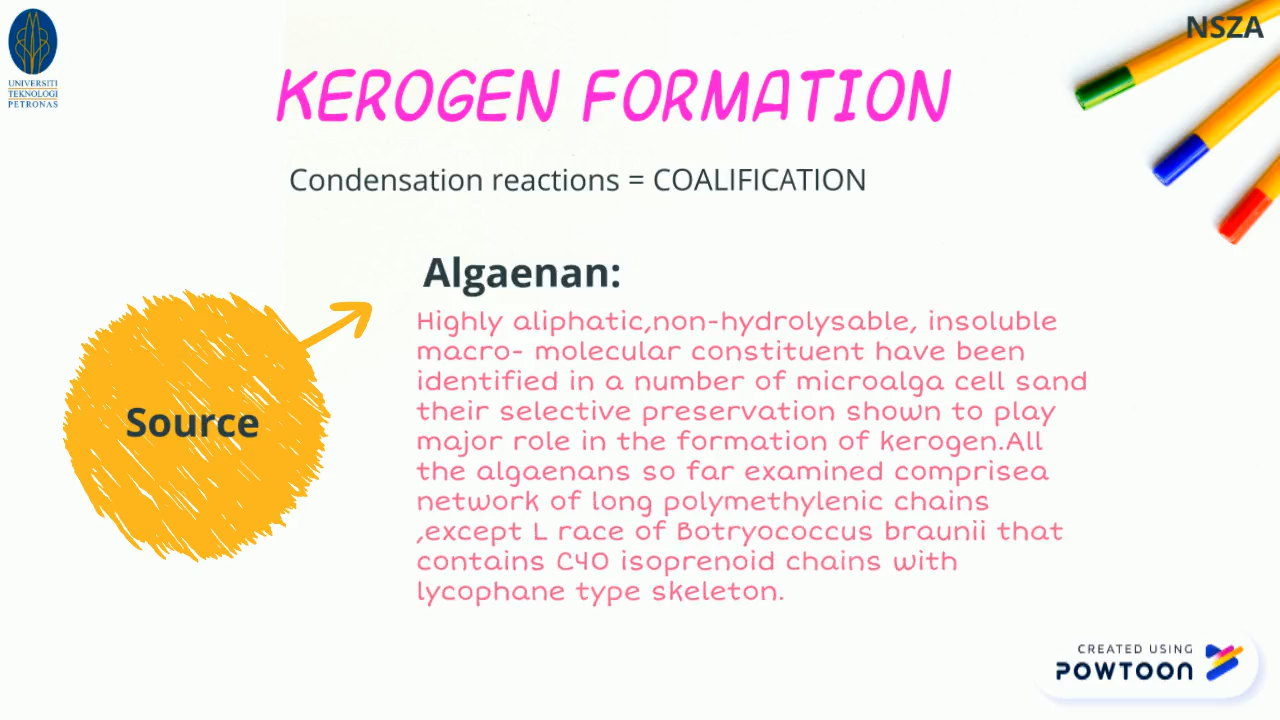 NSZA
UNIVERSITI
TEKNOLOGI
PETRONAS
KEROGEN FORMATION
Condensation reactions = COALIFICATION
Algaenan:
Highly aliphatic,non-hydrolysable, insoluble
macro- molecular constituent have been
identified in a number of microalga cell sand
their selective preservation shown to play
major role in the formation of kerogen.All
the algaenans so far examined comprisea
network of long polymethylenic chains
,except L race of Botryococcus braunii that
contains C40 isoprenoid chains with
lycophane type skeleton.
Source
CREATED USING
POWTOON